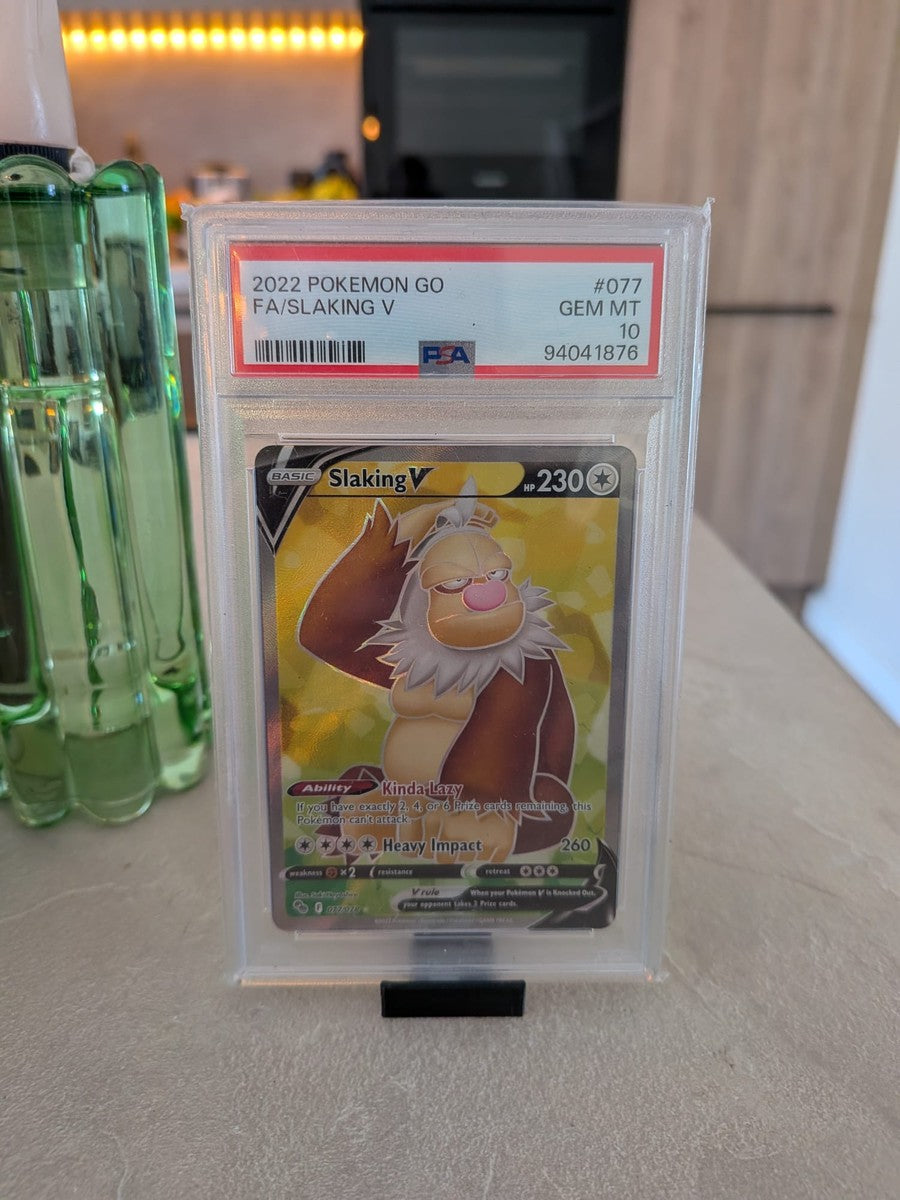 2022 POKEMON GO #077
FA/SLAKING V GEM MT
10
PSA 94041876
BASIC Slaking V HP 230
Ability Kinda Lazy
If you have exactly 2, 4, or 6 Prize cards remaining, this
Pokémon can't attack.
Heavy Impact 260
weakness ×2 resistance retreat
V rule When your Pokémon V is Knocked Out,
your opponent takes 2 Prize cards.
F 077/078